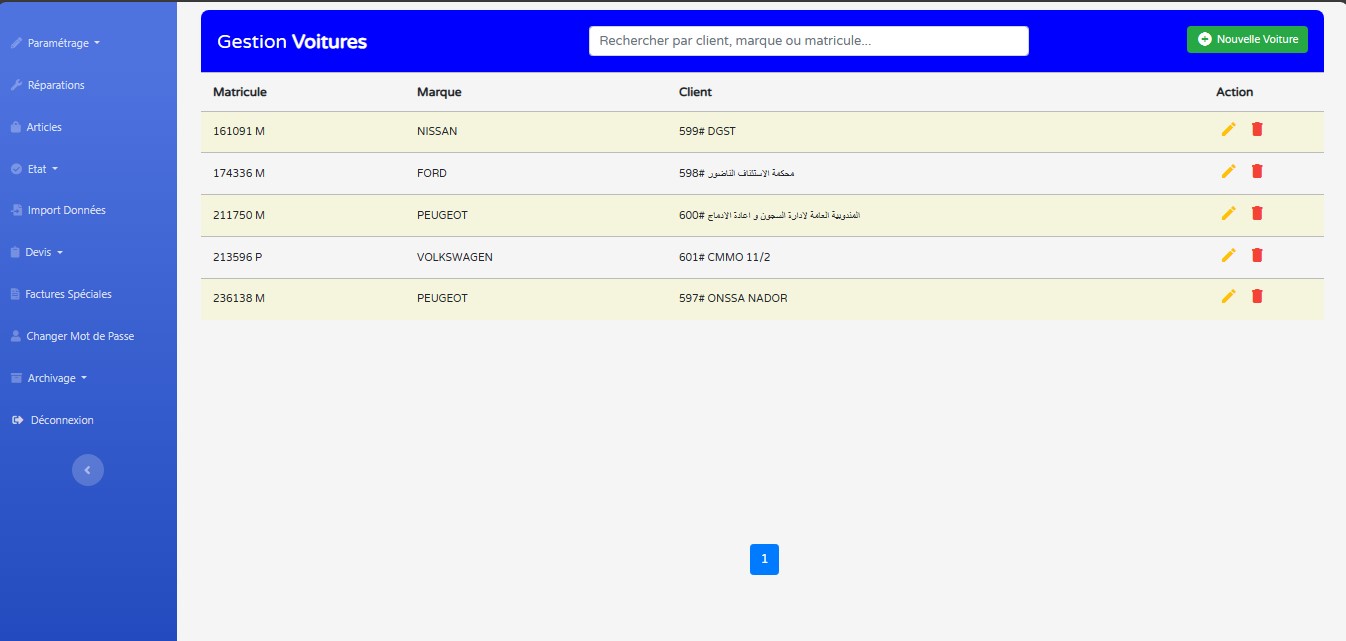 Paramétrage
Réparations
Articles
Etat
Import Données
Devis
Factures Spéciales
Changer Mot de Passe
Archivage
Déconnexion
Gestion Voitures
Rechercher par client, marque ou matricule...
Nouvelle Voiture
Matricule Marque Client Action
161091 M NISSAN 599# DGST
174336 M FORD 598# محكمة الاستئناف الناضور
211750 M PEUGEOT 600# المندوبية العامة لادارة السجون و اعادة الادماج
213596 P VOLKSWAGEN 601# CMMO 11/2
236138 M PEUGEOT 597# ONSSA NADOR
1